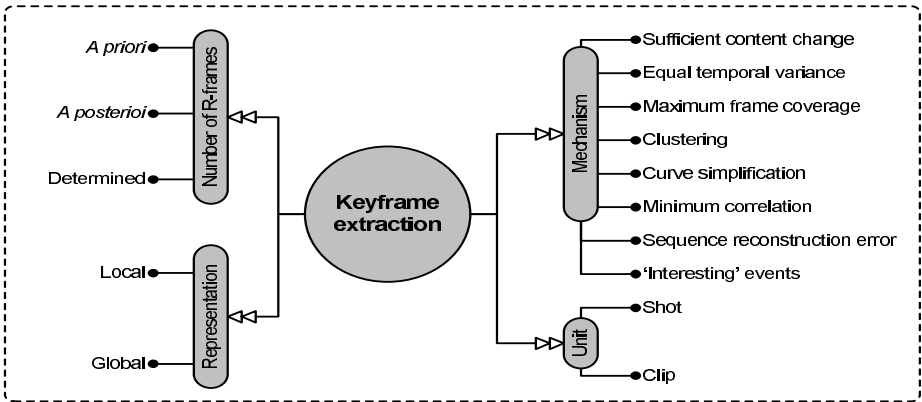 A priori
A posterioi
Determined
Number of R-frames
Local
Global
Representation
Keyframe
extraction
Mechanism
Sufficient content change
Equal temporal variance
Maximum frame coverage
Clustering
Curve simplification
Minimum correlation
Sequence reconstruction error
‘Interesting’ events
Unit
Shot
Clip